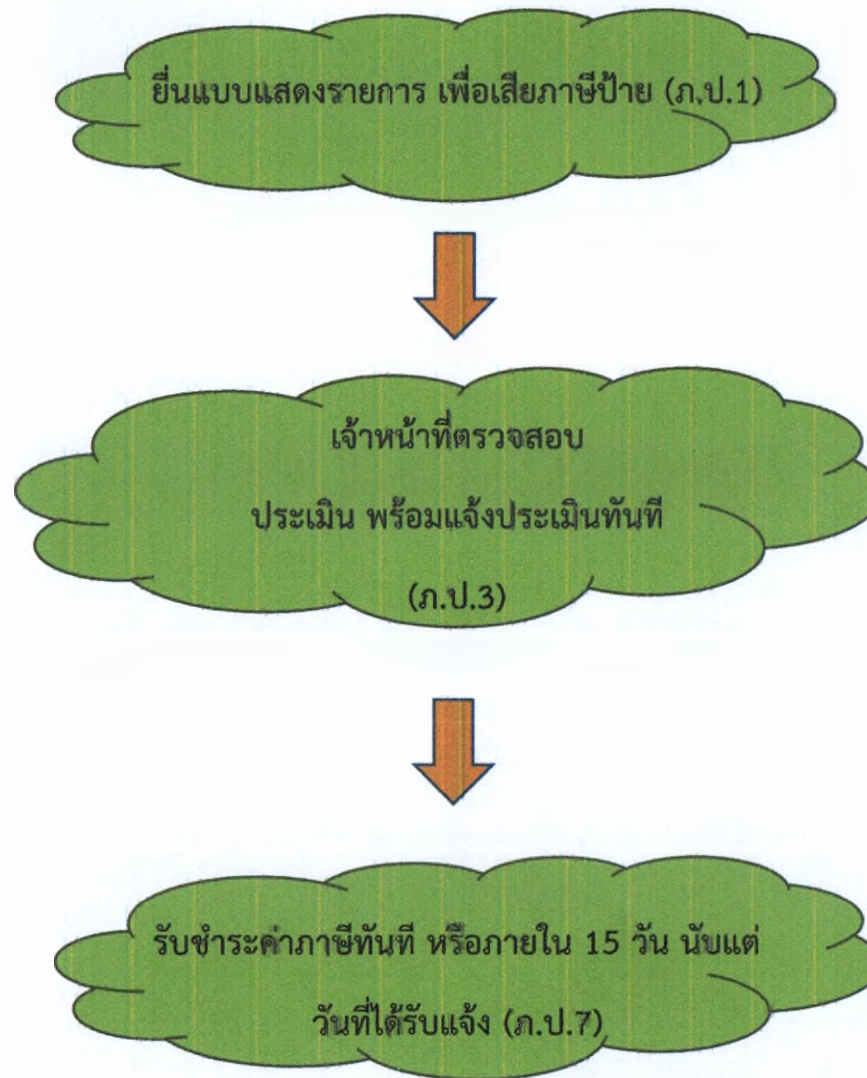 ยื่นแบบแสดงรายการ เพื่อเสียภาษีป้าย (ภ.ป.1)
เจ้าหน้าที่ตรวจสอบ
ประเมิน พร้อมแจ้งประเมินทันที
(ภ.ป.3)
รับชำระค่าภาษีทันที หรือภายใน 15 วัน นับแต่
วันที่ได้รับแจ้ง (ภ.ป.7)